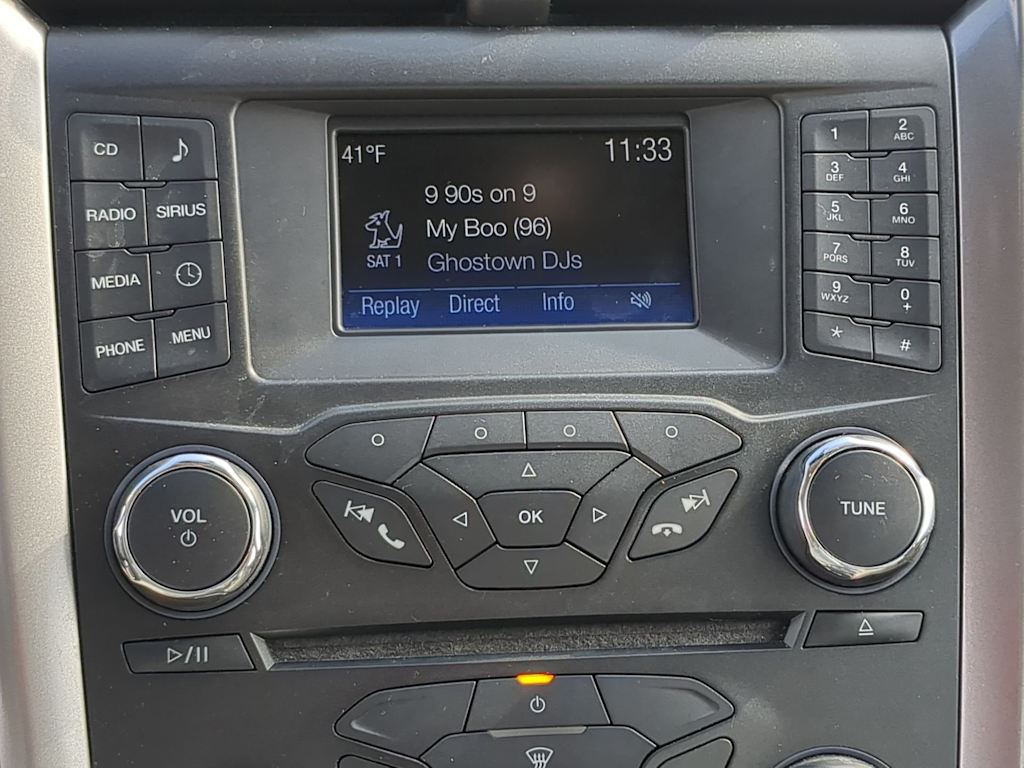 41°F 11:33
9 90s on 9
My Boo (96)
SAT 1 Ghostown DJs
Replay Direct Info
CD
RADIO SIRIUS
MEDIA
PHONE MENU
1 2 ABC
3 DEF 4 GHI
5 JKL 6 MNO
7 PQRS 8 TUV
9 WXYZ 0 +
* #
VOL
OK
TUNE